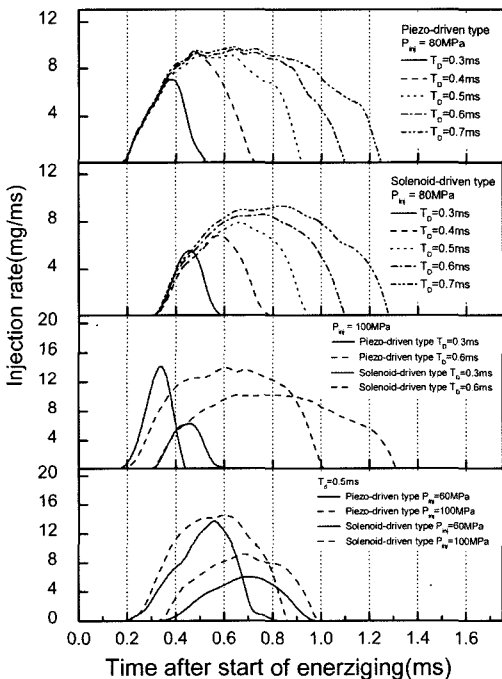 12
8
4
Piezo-driven type
P_inj = 80MPa
T_D=0.3ms
T_D=0.4ms
T_D=0.5ms
T_D=0.6ms
T_D=0.7ms
12
8
4
Solenoid-driven type
P_inj = 80MPa
T_D=0.3ms
T_D=0.4ms
T_D=0.5ms
T_D=0.6ms
T_D=0.7ms
Injection rate(mg/ms)
20
16
12
8
4
P_inj = 100MPa
Piezo-driven type T_D=0.3ms
Piezo-driven type T_D=0.6ms
Solenoid-driven type T_D=0.3ms
Solenoid-driven type T_D=0.6ms
20
16
12
8
4
0
T_d=0.5ms
Piezo-driven type P_inj=60MPa
Piezo-driven type P_inj=100MPa
Solenoid-driven type P_inj=60MPa
Solenoid-driven type P_inj=100MPa
0.0 0.2 0.4 0.6 0.8 1.0 1.2 1.4 1.6
Time after start of enerziging(ms)